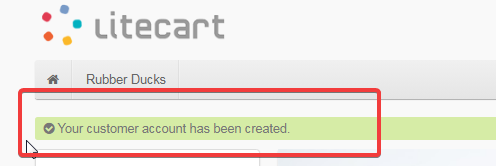 Litecart
Rubber Ducks
Your customer account has been created.